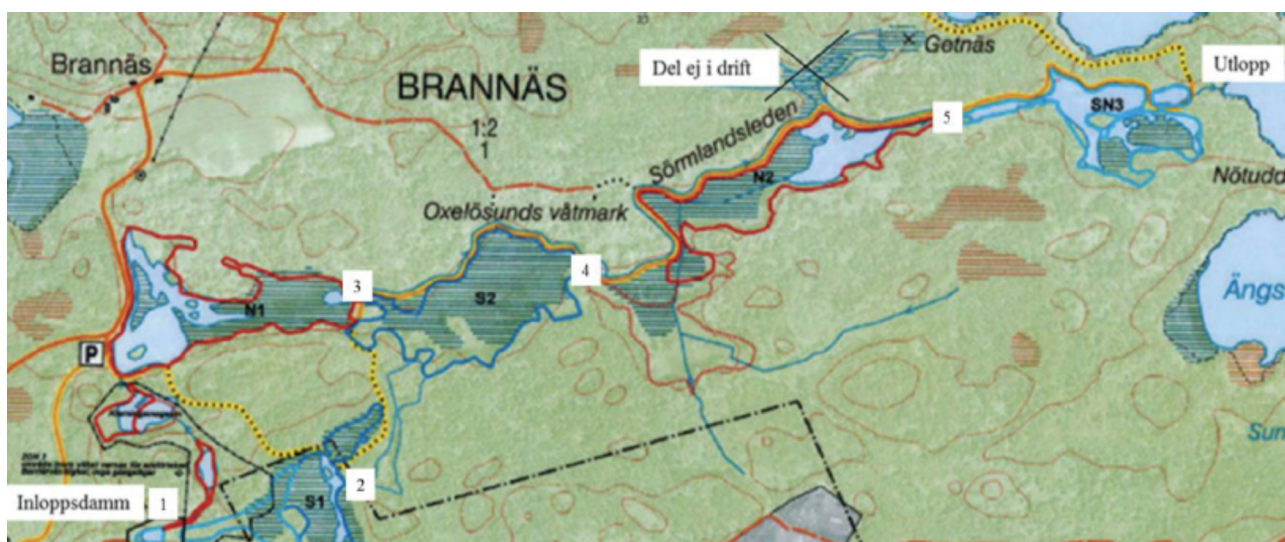 15
Getnäs
Brannäs
BRANNÄS
Del ej i drift
Utlopp
SN3
5
1:2
1
Sörmlandsleden
N2
Nötudd
Oxelösunds våtmark
4
3
S2
N1
Ängs
P
Sun
2
S1
Inloppsdamm
1